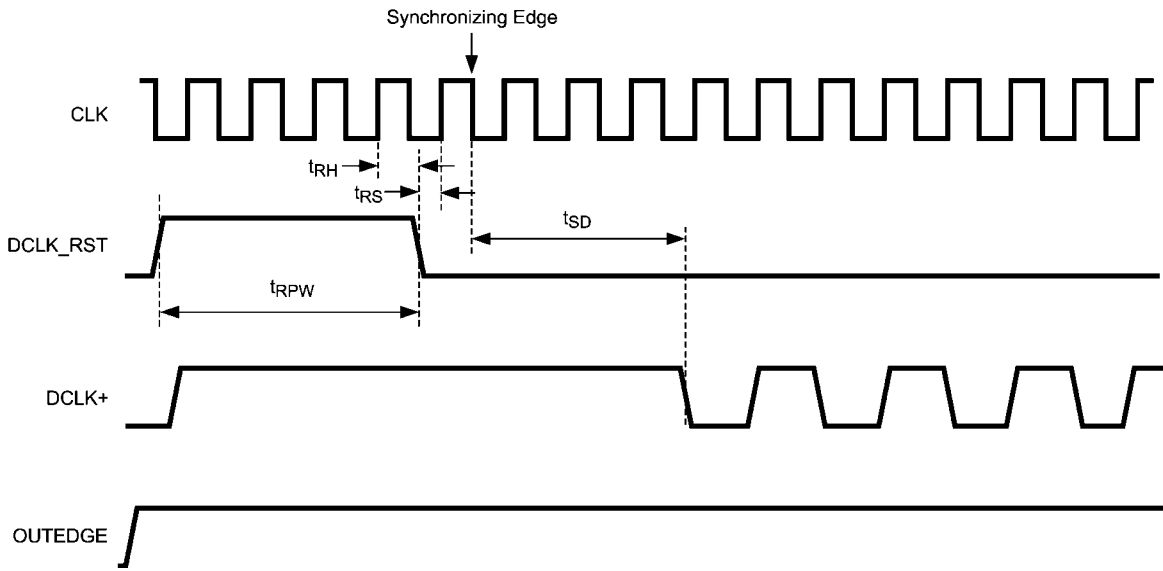 Synchronizing Edge
CLK
tRH
tRS
DCLK_RST
tSD
tRPW
DCLK+
OUTEDGE